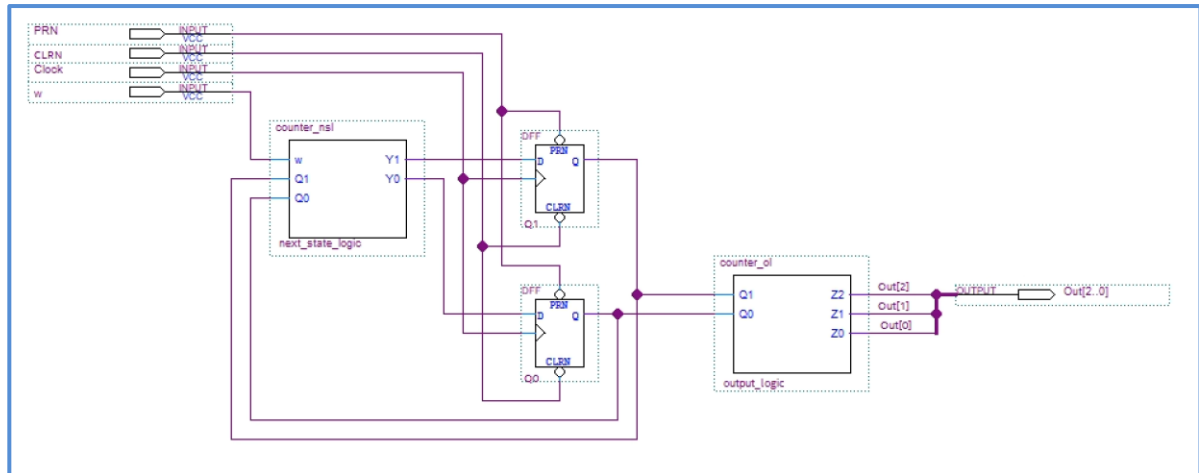 PRN INPUT VCC
CLRN INPUT VCC
Clock INPUT VCC
w INPUT VCC
counter_nsl
w Y1
Q1 Y0
Q0
next_state_logic
DFF
PRN
D Q
CLRN
Q1
DFF
PRN
D Q
CLRN
Q0
counter_ol
Q1 Z2
Q0 Z1
Z0
output_logic
Out[2]
Out[1]
Out[0]
OUTPUT Out[2..0]